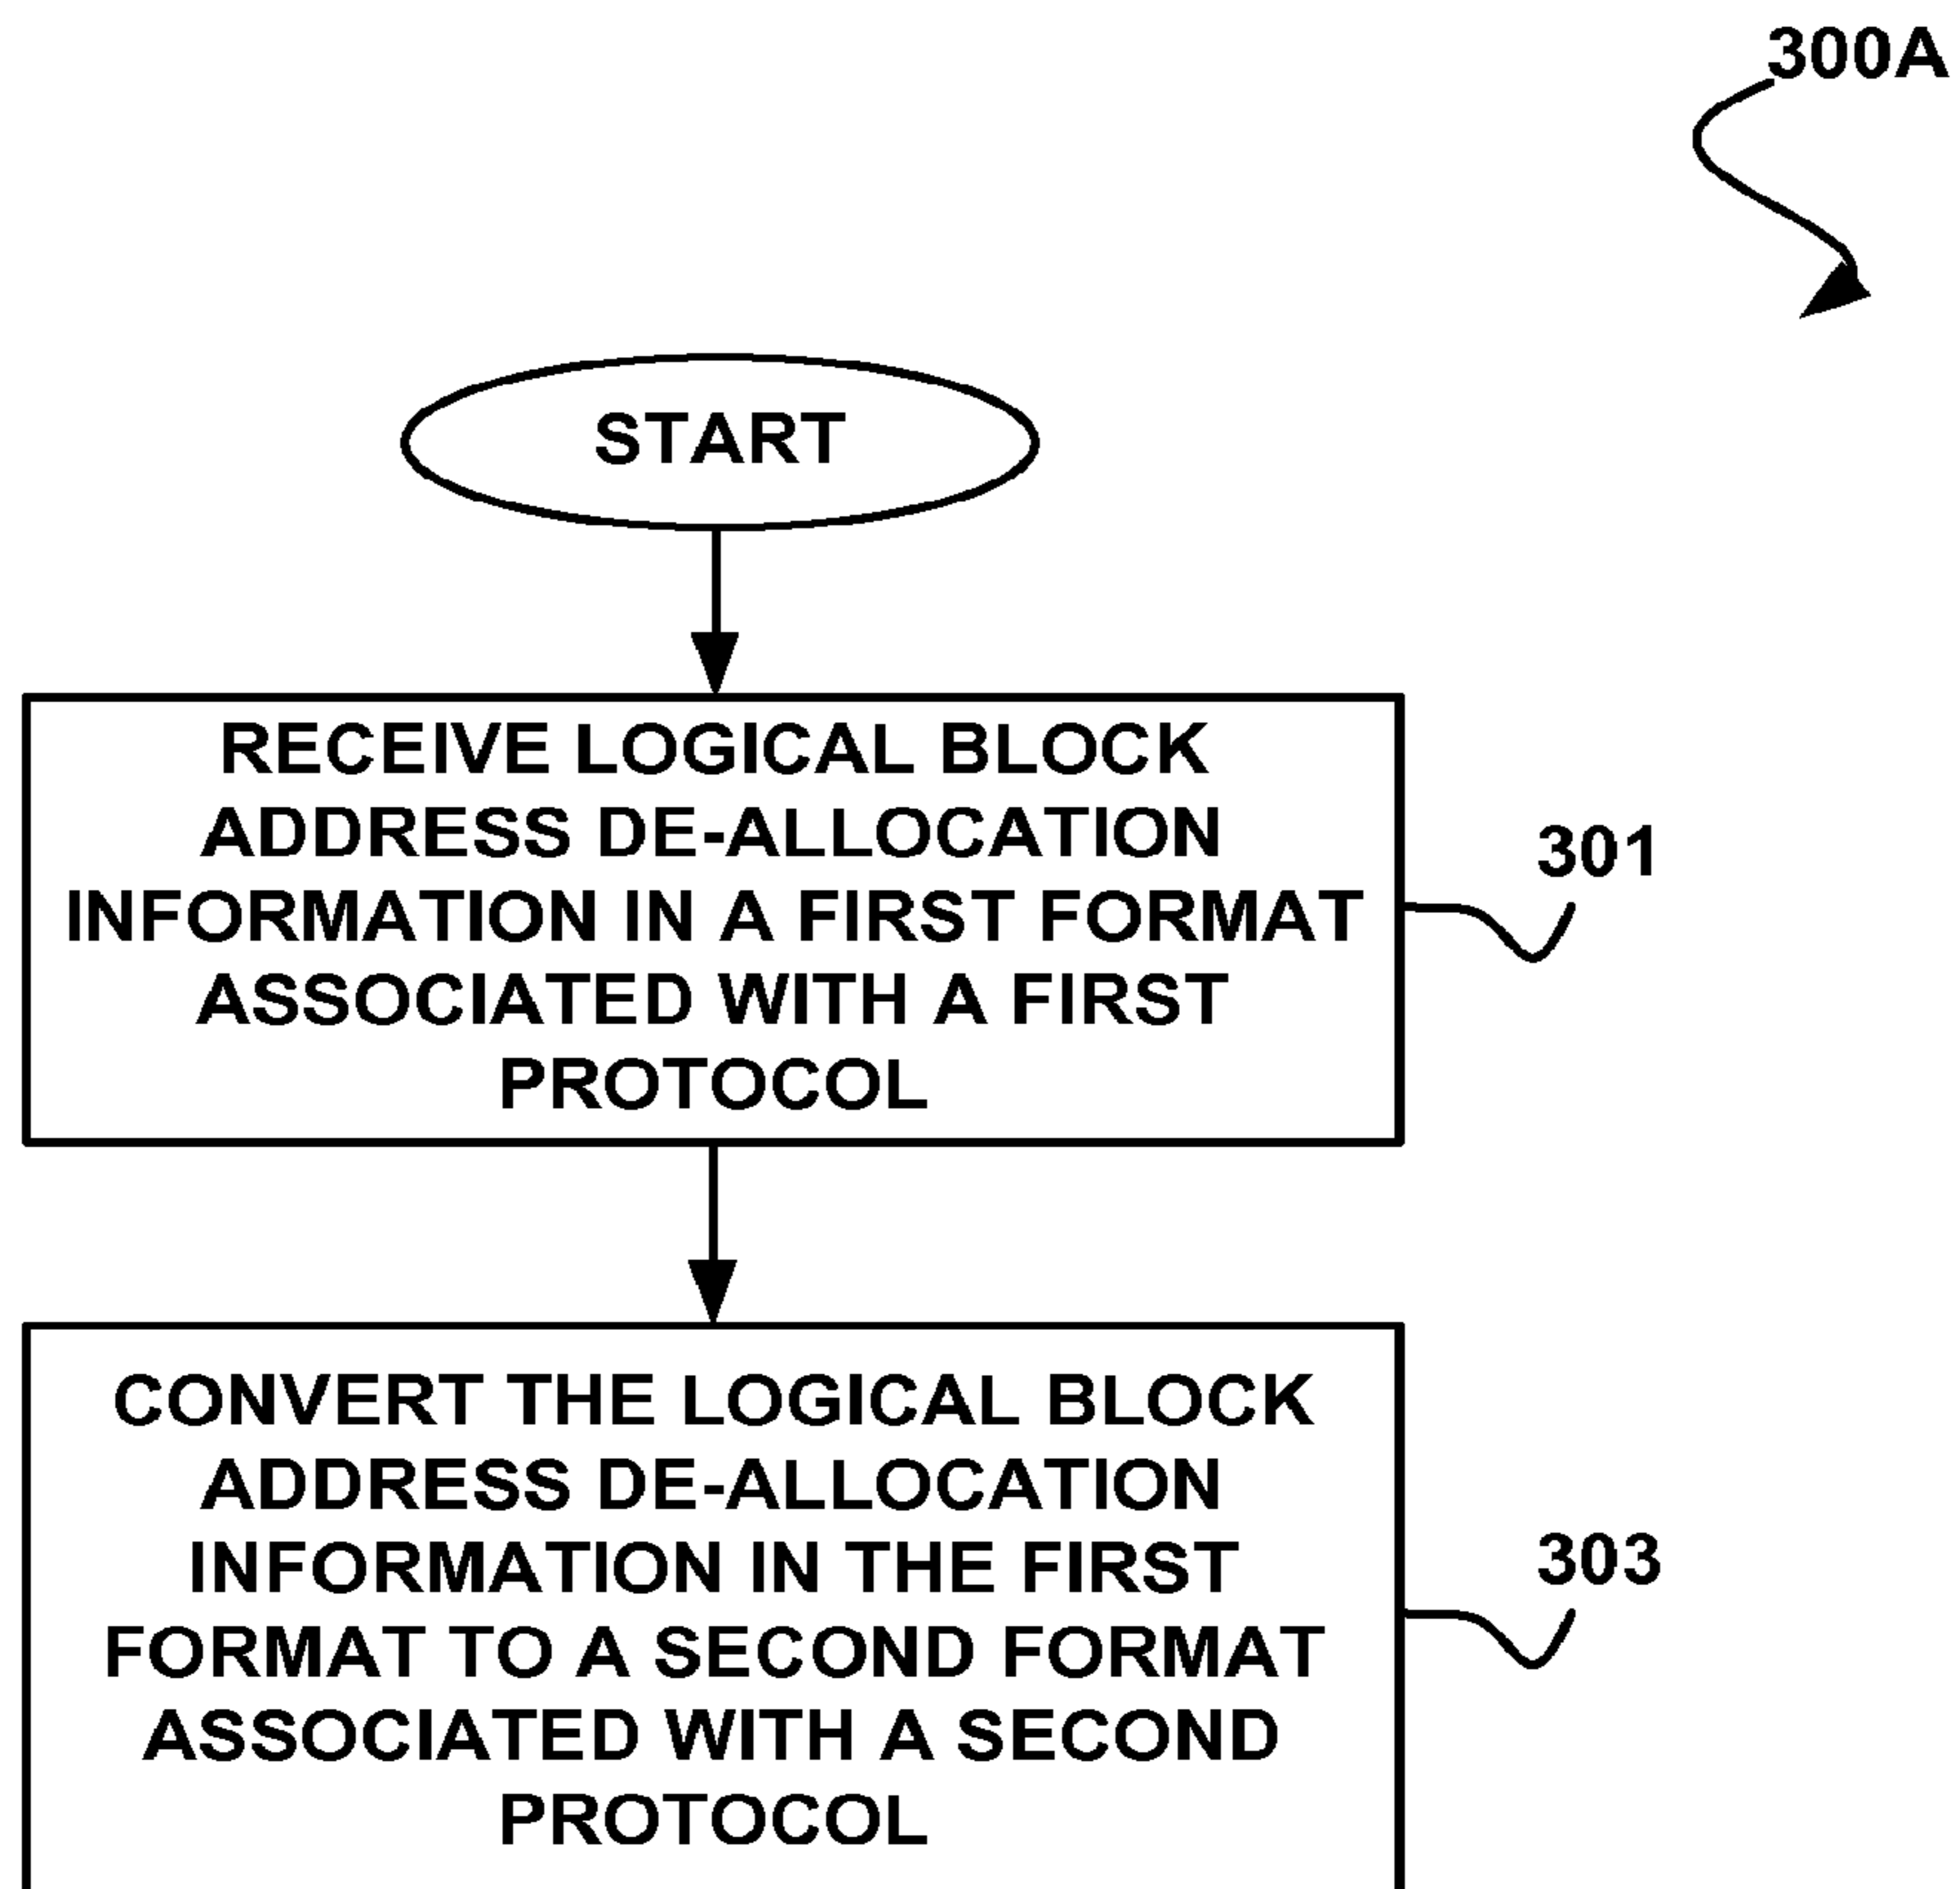 300A
START
RECEIVE LOGICAL BLOCK
ADDRESS DE-ALLOCATION
INFORMATION IN A FIRST FORMAT
ASSOCIATED WITH A FIRST
PROTOCOL
301
CONVERT THE LOGICAL BLOCK
ADDRESS DE-ALLOCATION
INFORMATION IN THE FIRST
FORMAT TO A SECOND FORMAT
ASSOCIATED WITH A SECOND
PROTOCOL
303